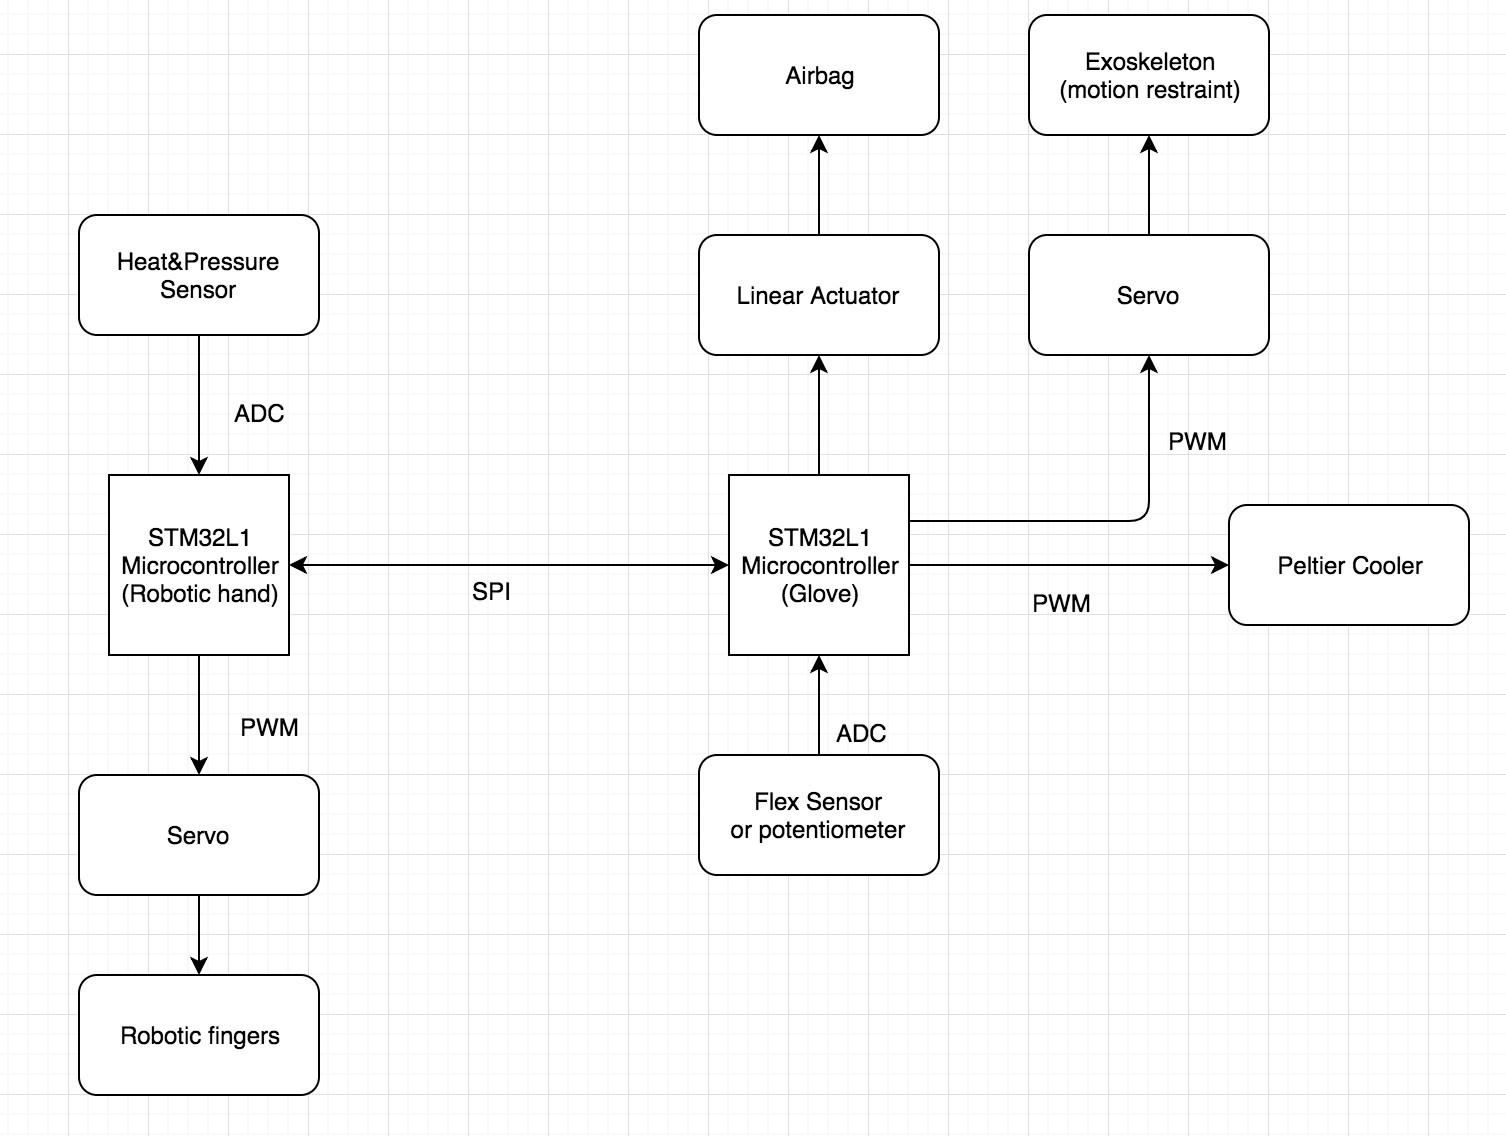 Airbag
Exoskeleton
(motion restraint)
Heat&Pressure
Sensor
Linear Actuator
Servo
ADC
PWM
STM32L1
Microcontroller
(Robotic hand)
SPI
STM32L1
Microcontroller
(Glove)
PWM
Peltier Cooler
PWM
ADC
Servo
Flex Sensor
or potentiometer
Robotic fingers